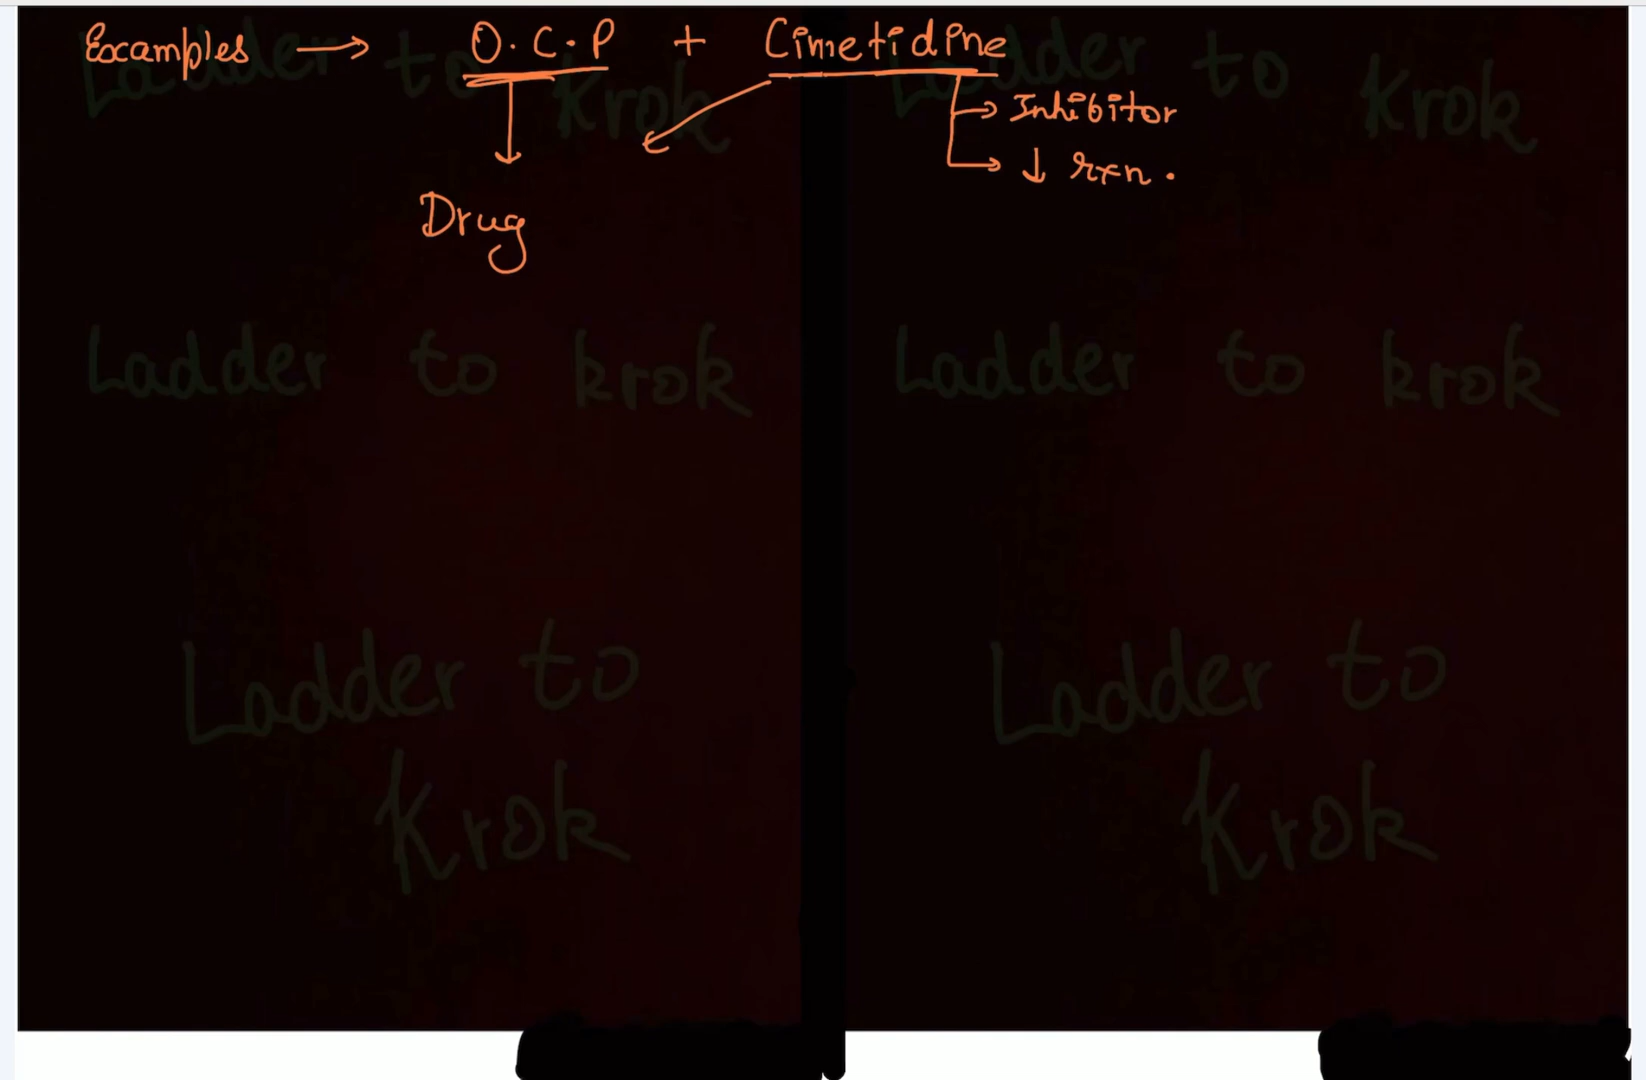 Examples → O.C.P + Cimetidine
→ Inhibitor
→ ↓ rxn.
Drug
Ladder to Krok Ladder to Krok
Ladder to krok Ladder to krok
Ladder to Ladder to
Krok Krok